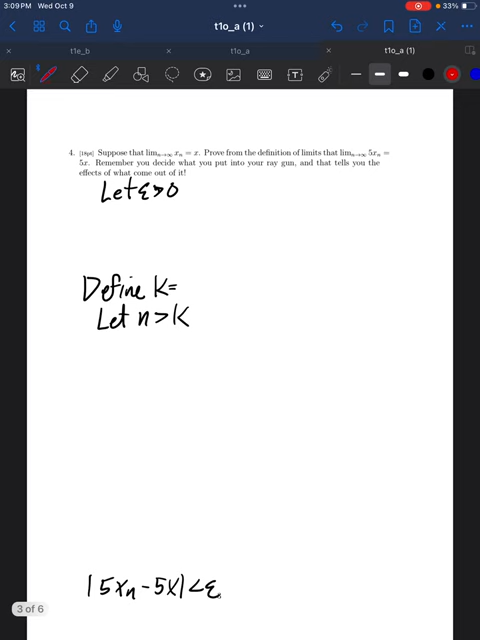 3:09 PM Wed Oct 9
33%
t1o_a (1)
t1e_b
t1o_a
t1o_a (1)
4. [18pt] Suppose that lim_{n→∞} x_n = x. Prove from the definition of limits that lim_{n→∞} 5x_n =
5x. Remember you decide what you put into your ray gun, and that tells you the
effects of what come out of it!
Let ε>0
Define K=
Let n>K
|5x_n - 5x| < ε
3 of 6